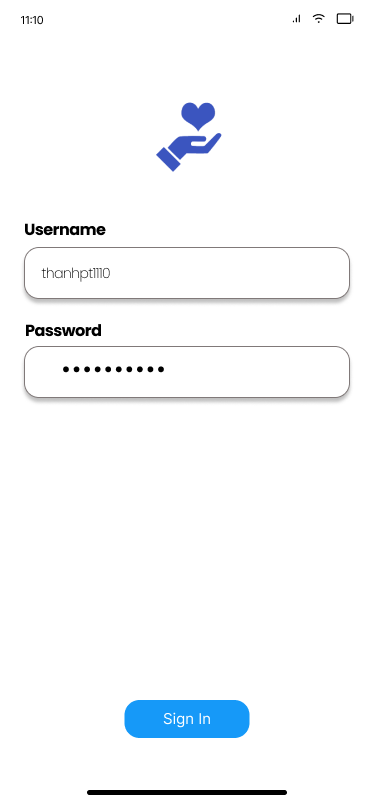 11:10
Username
thanhpt1110
Password
••••••••••
Sign In